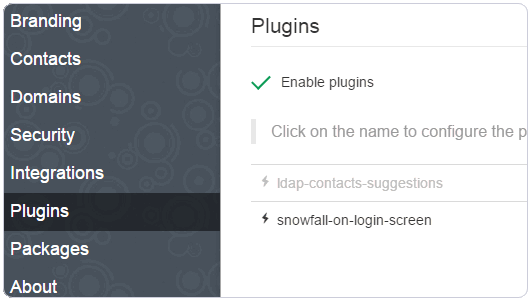 Branding
Contacts
Domains
Security
Integrations
Plugins
Packages
About
Plugins
Enable plugins
Click on the name to configure the p
ldap-contacts-suggestions
snowfall-on-login-screen